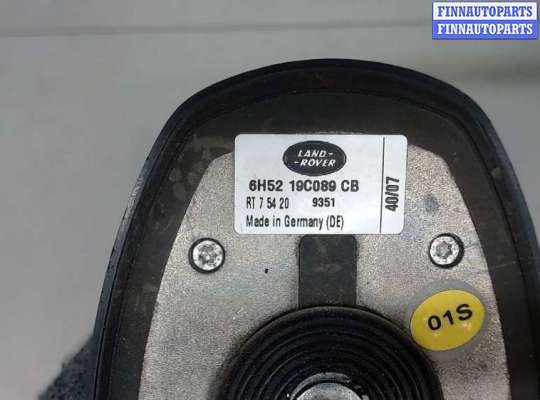 FINNAUTOPARTS
FINNAUTOPARTS
LAND-
-ROVER
6H52 19C089 CB
RT 7 54 20 9351
Made in Germany (DE)
40/07
01S